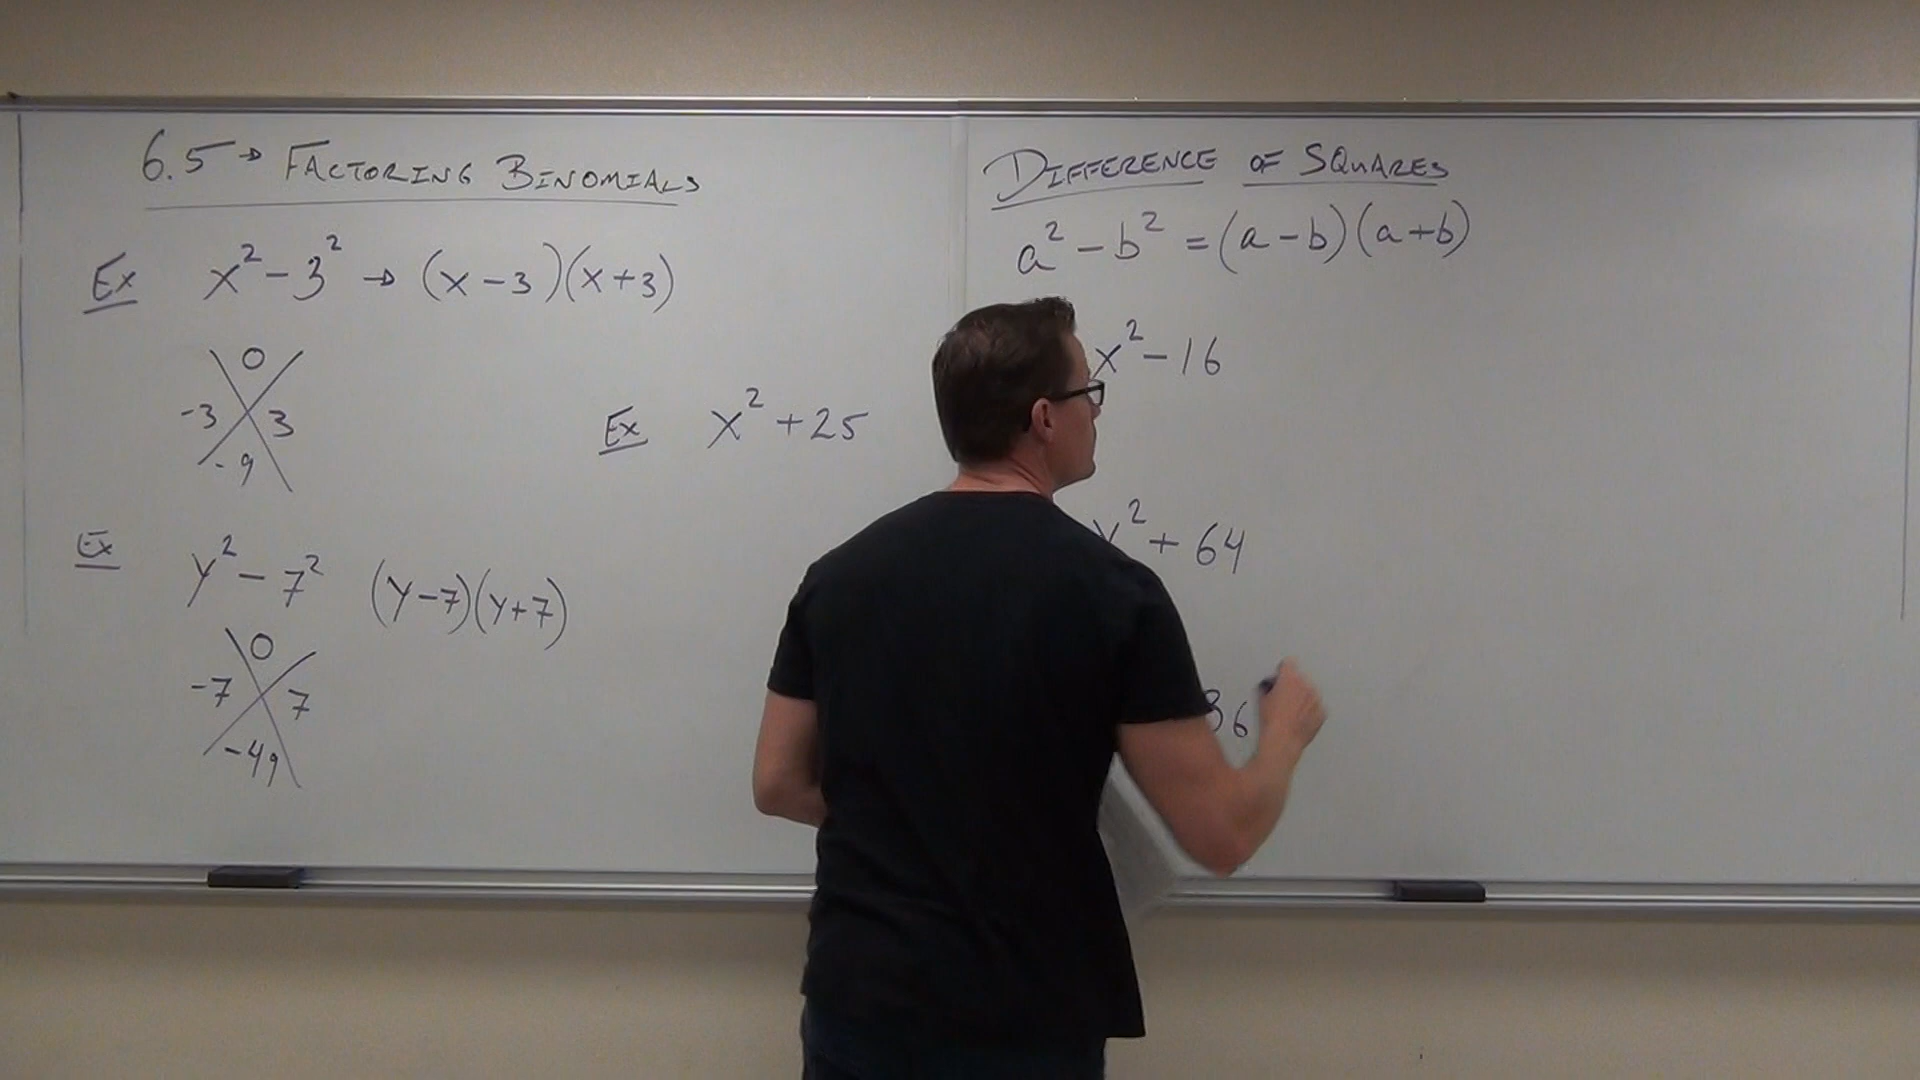 6.5 → FACTORING BINOMIALS
Ex x² - 3² → (x - 3)(x + 3)
0
-3 3
-9
Ex x² + 25
Ex y² - 7² (y - 7)(y + 7)
0
-7 7
-49
DIFFERENCE OF SQUARES
a² - b² = (a - b)(a + b)
x² - 16
y² + 64
36